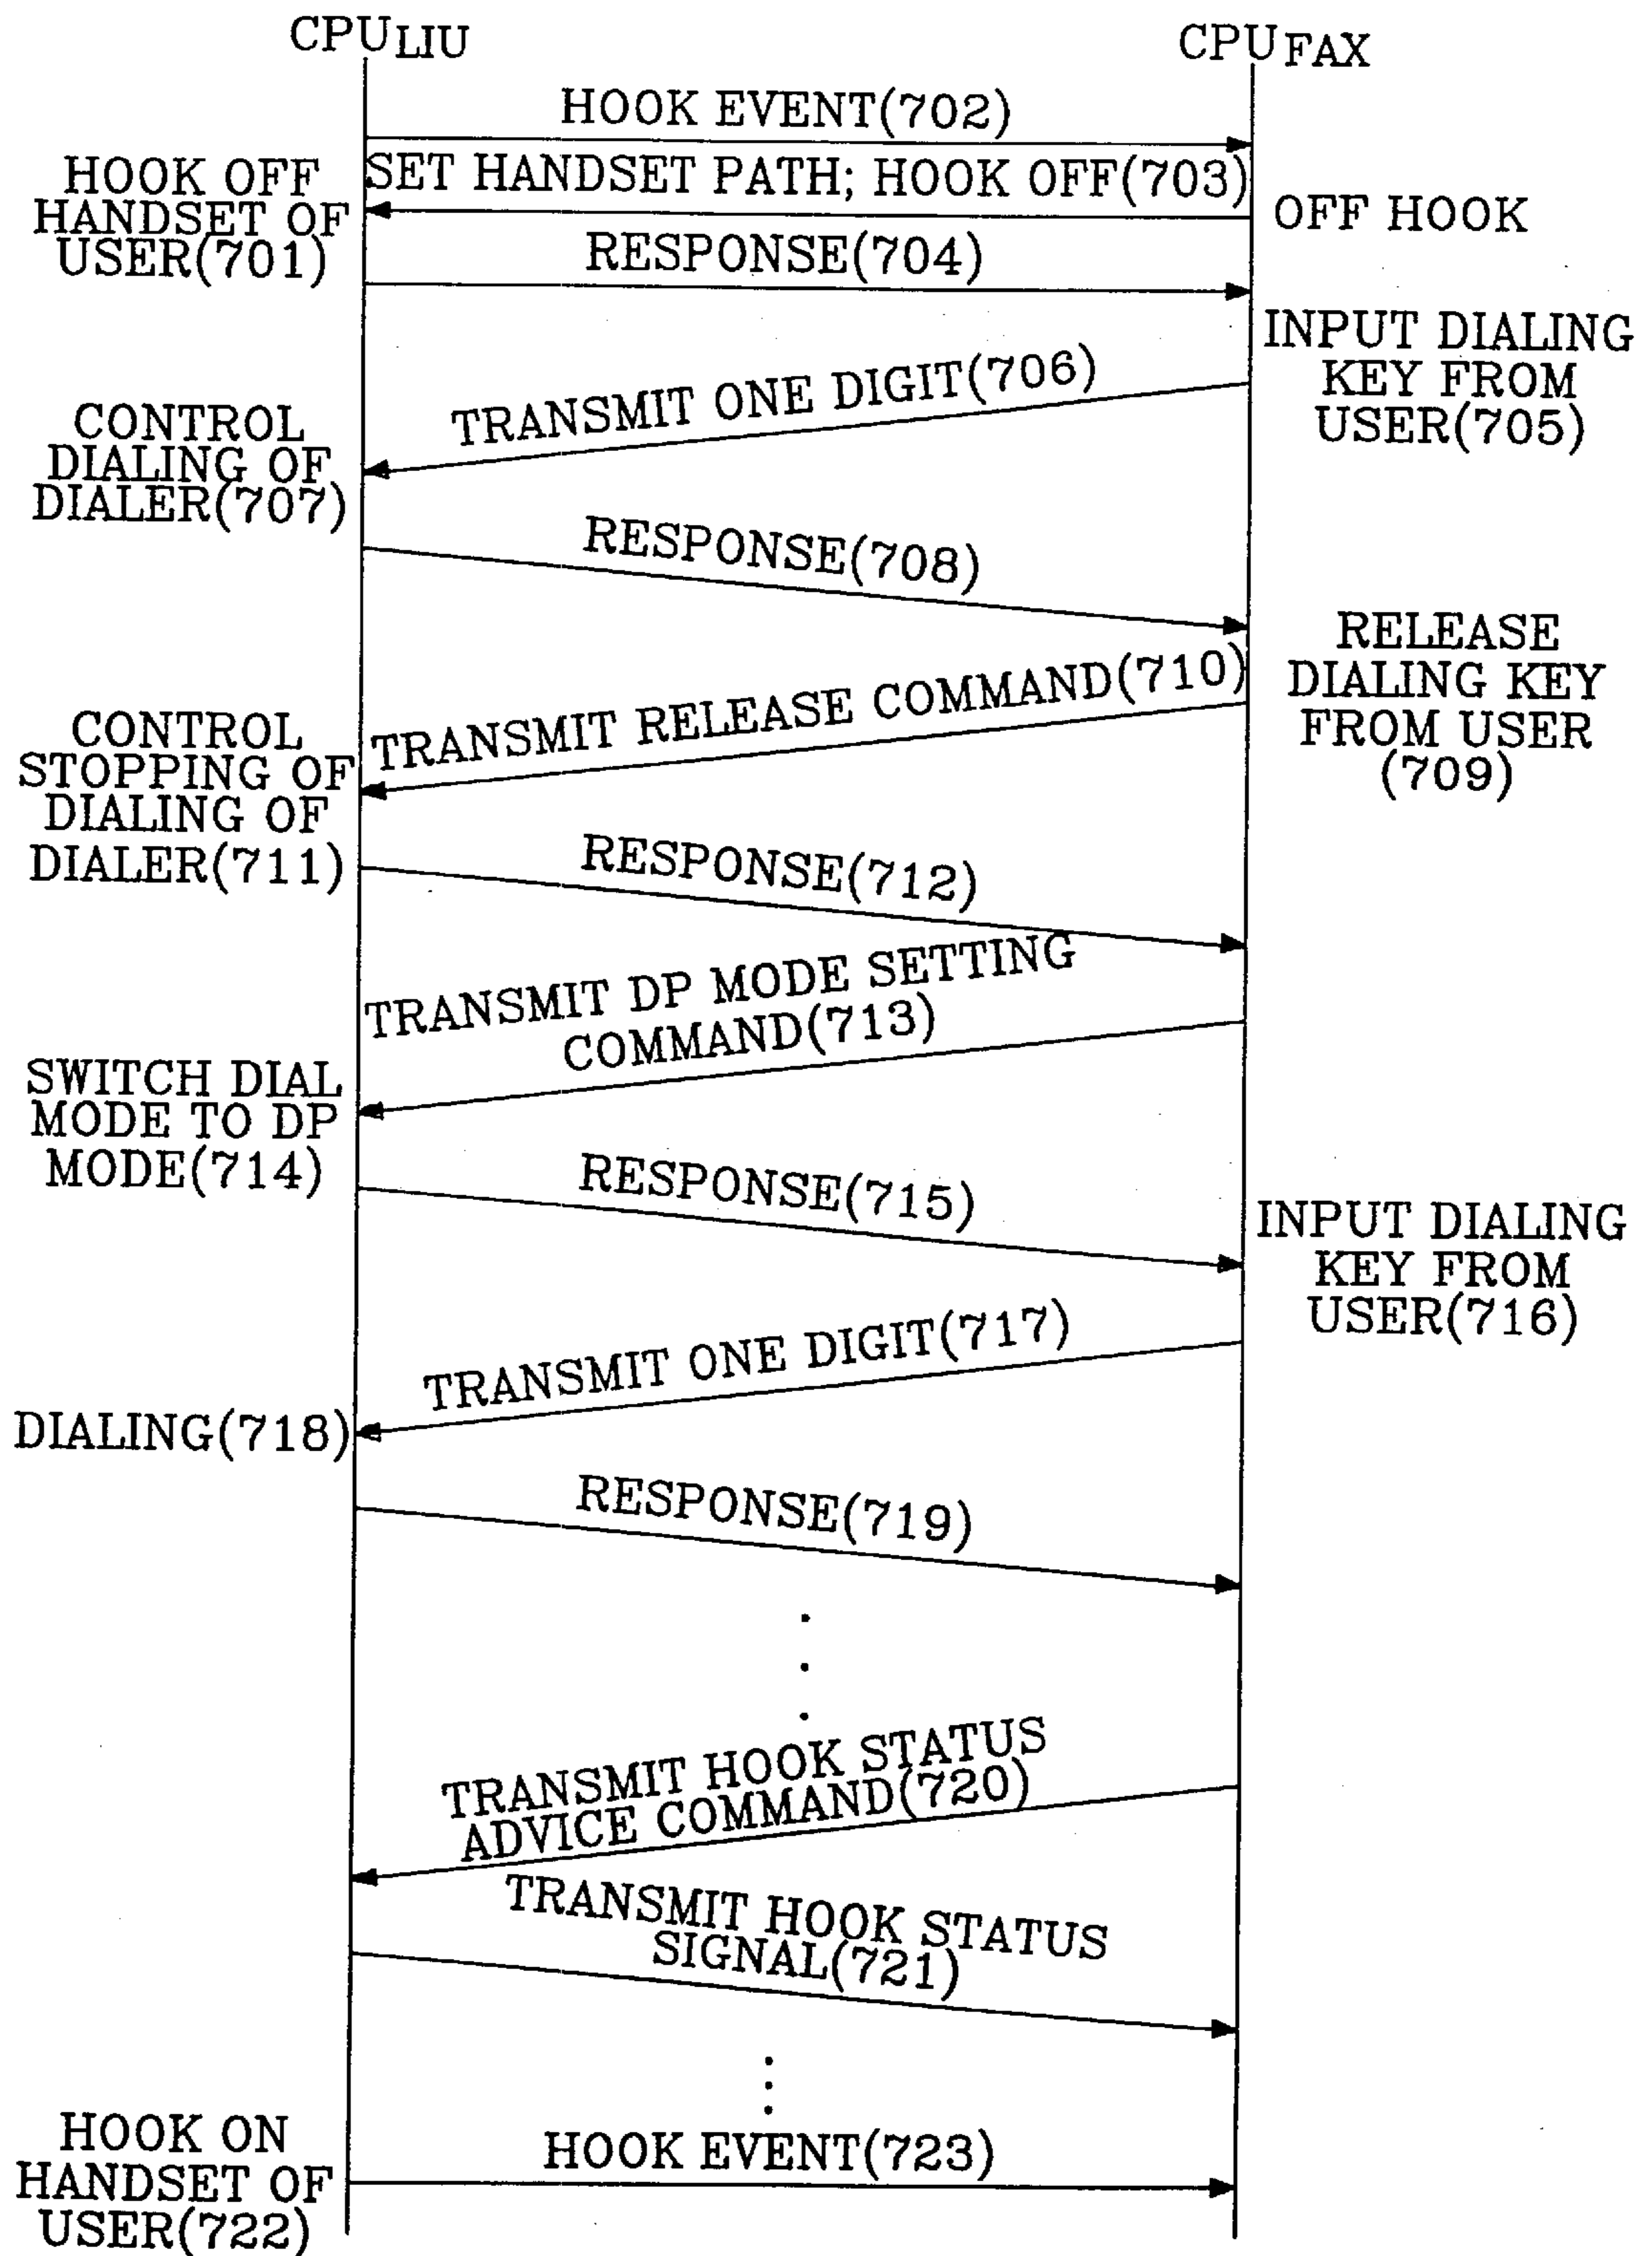 CPULIU
CPUFAX
HOOK EVENT(702)
HOOK OFF
HANDSET OF
USER(701)
SET HANDSET PATH; HOOK OFF(703)
OFF HOOK
RESPONSE(704)
INPUT DIALING
KEY FROM
USER(705)
TRANSMIT ONE DIGIT(706)
CONTROL
DIALING OF
DIALER(707)
RESPONSE(708)
RELEASE
DIALING KEY
FROM USER
(709)
TRANSMIT RELEASE COMMAND(710)
CONTROL
STOPPING OF
DIALING OF
DIALER(711)
RESPONSE(712)
TRANSMIT DP MODE SETTING
COMMAND(713)
SWITCH DIAL
MODE TO DP
MODE(714)
RESPONSE(715)
INPUT DIALING
KEY FROM
USER(716)
TRANSMIT ONE DIGIT(717)
DIALING(718)
RESPONSE(719)
TRANSMIT HOOK STATUS
ADVICE COMMAND(720)
TRANSMIT HOOK STATUS
SIGNAL(721)
HOOK ON
HANDSET OF
USER(722)
HOOK EVENT(723)